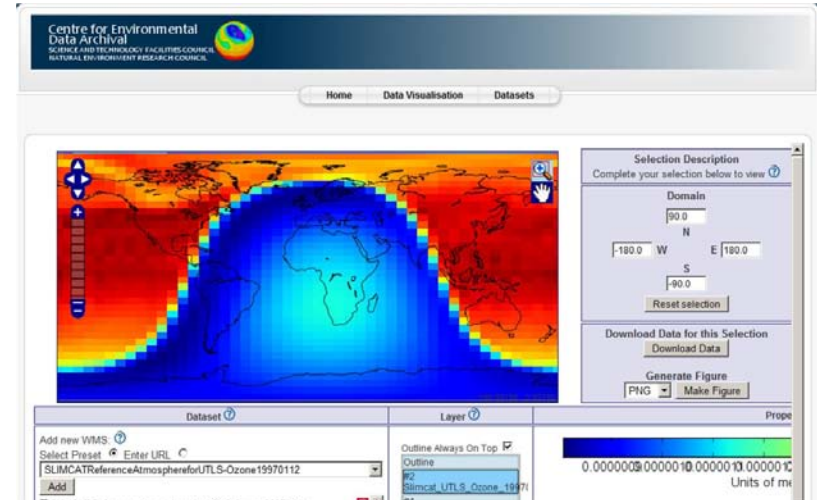 Centre for Environmental
Data Archival
SCIENCE AND TECHNOLOGY FACILITIES COUNCIL
NATURAL ENVIRONMENT RESEARCH COUNCIL
Home Data Visualisation Datasets
Selection Description
Complete your selection below to view
Domain
90.0
N
-180.0 W E 180.0
S
-90.0
Reset selection
Download Data for this Selection
Download Data
Generate Figure
PNG Make Figure
Dataset Layer Prope
Add new WMS:
Select Preset Enter URL
SLIMCATReferenceAtmosphereforUTLS-Ozone19970112
Add
Outline Always On Top
Outline
#2
Slimcat_UTLS_Ozone_1997
Units of me